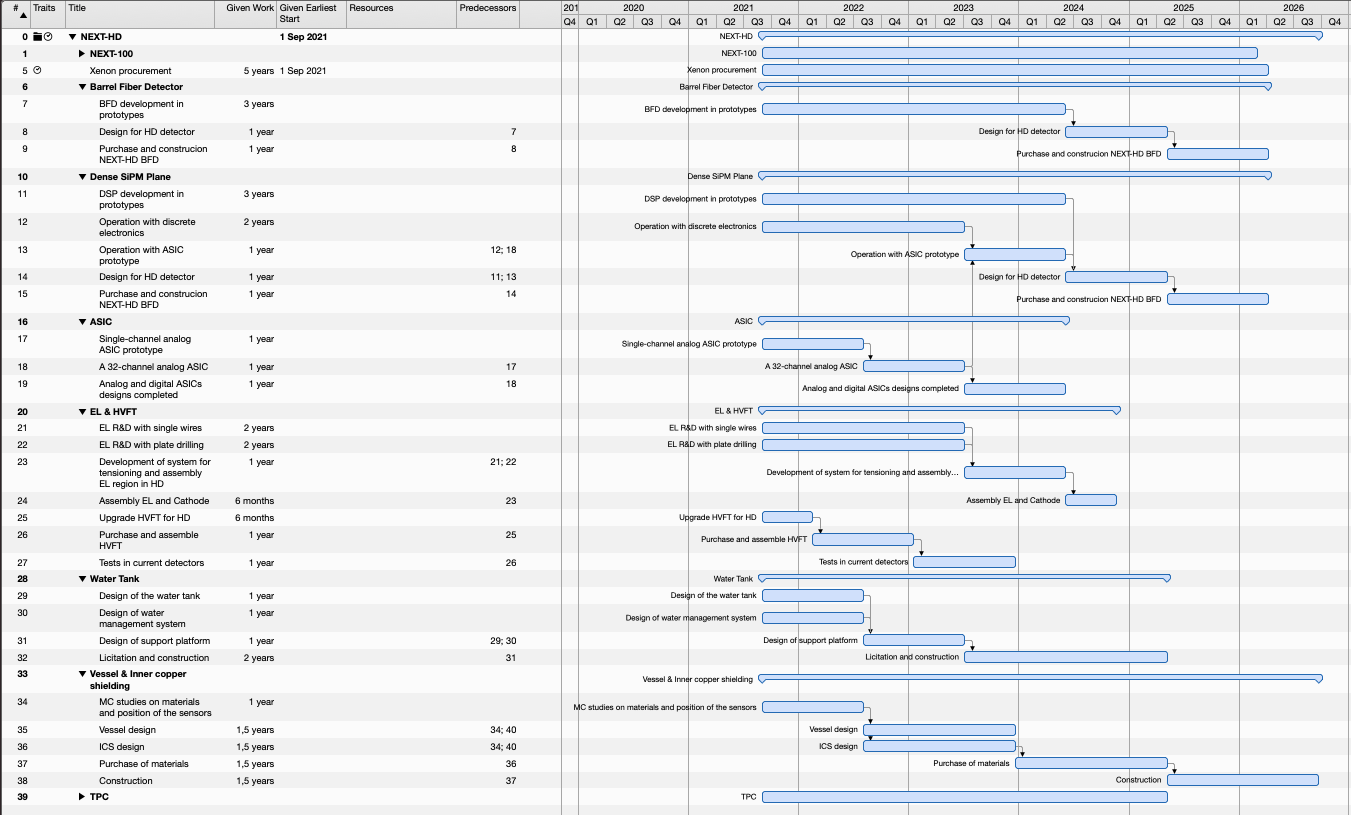 # Traits Title Given Work Given Earliest Start Resources Predecessors 201 2020 2021 2022 2023 2024 2025 2026
Q4 Q1 Q2 Q3 Q4 Q1 Q2 Q3 Q4 Q1 Q2 Q3 Q4 Q1 Q2 Q3 Q4 Q1 Q2 Q3 Q4 Q1 Q2 Q3 Q4 Q1 Q2 Q3 Q4
0 NEXT-HD 1 Sep 2021 NEXT-HD
1 NEXT-100 NEXT-100
5 Xenon procurement 5 years 1 Sep 2021 Xenon procurement
6 Barrel Fiber Detector Barrel Fiber Detector
7 BFD development in prototypes 3 years BFD development in prototypes
8 Design for HD detector 1 year 7 Design for HD detector
9 Purchase and construcion NEXT-HD BFD 1 year 8 Purchase and construcion NEXT-HD BFD
10 Dense SiPM Plane Dense SiPM Plane
11 DSP development in prototypes 3 years DSP development in prototypes
12 Operation with discrete electronics 2 years Operation with discrete electronics
13 Operation with ASIC prototype 1 year 12; 18 Operation with ASIC prototype
14 Design for HD detector 1 year 11; 13 Design for HD detector
15 Purchase and construcion NEXT-HD BFD 1 year 14 Purchase and construcion NEXT-HD BFD
16 ASIC ASIC
17 Single-channel analog ASIC prototype 1 year Single-channel analog ASIC prototype
18 A 32-channel analog ASIC 1 year 17 A 32-channel analog ASIC
19 Analog and digital ASICs designs completed 1 year 18 Analog and digital ASICs designs completed
20 EL & HVFT EL & HVFT
21 EL R&D with single wires 2 years EL R&D with single wires
22 EL R&D with plate drilling 2 years EL R&D with plate drilling
23 Development of system for tensioning and assembly EL region in HD 1 year 21; 22 Development of system for tensioning and assembly...
24 Assembly EL and Cathode 6 months 23 Assembly EL and Cathode
25 Upgrade HVFT for HD 6 months Upgrade HVFT for HD
26 Purchase and assemble HVFT 1 year 25 Purchase and assemble HVFT
27 Tests in current detectors 1 year 26 Tests in current detectors
28 Water Tank Water Tank
29 Design of the water tank 1 year Design of the water tank
30 Design of water management system 1 year Design of water management system
31 Design of support platform 1 year 29; 30 Design of support platform
32 Licitation and construction 2 years 31 Licitation and construction
33 Vessel & Inner copper shielding Vessel & Inner copper shielding
34 MC studies on materials and position of the sensors 1 year MC studies on materials and position of the sensors
35 Vessel design 1,5 years 34; 40 Vessel design
36 ICS design 1,5 years 34; 40 ICS design
37 Purchase of materials 1,5 years 36 Purchase of materials
38 Construction 1,5 years 37 Construction
39 TPC TPC